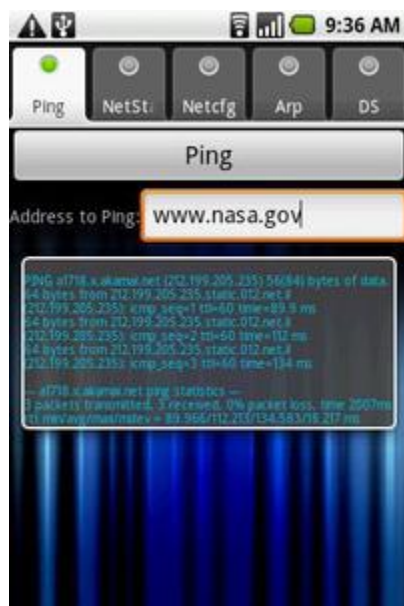 9:36 AM
Ping NetSt Netcfg Arp DS
Ping
Address to Ping: www.nasa.gov
PING a1718.x.akamai.net (212.199.205.235) 56(84) bytes of data.
64 bytes from 212.199.205.235.static.012.net.il
(212.199.205.235): icmp_seq=1 ttl=60 time=89.9 ms
64 bytes from 212.199.205.235.static.012.net.il
(212.199.205.235): icmp_seq=2 ttl=60 time=112 ms
64 bytes from 212.199.205.235.static.012.net.il
(212.199.205.235): icmp_seq=3 ttl=60 time=134 ms
--- a1718.x.akamai.net ping statistics ---
3 packets transmitted, 3 received, 0% packet loss, time 2007ms
rtt min/avg/max/mdev = 89.966/112.213/134.583/18.217 ms